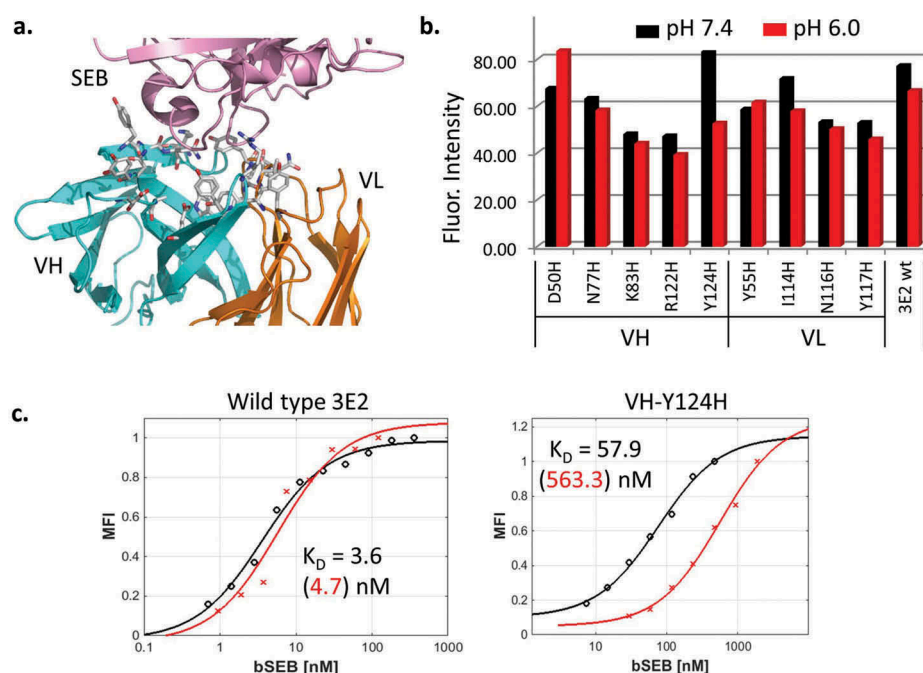 a.
SEB
VH
VL
b.
pH 7.4 pH 6.0
Fluor. Intensity
80.00
60.00
40.00
20.00
0.00
D50H
N77H
K83H
R122H
Y124H
Y55H
I114H
N116H
Y117H
3E2 wt
VH VL
c.
Wild type 3E2
MFI
1
0.8
0.6
0.4
0.2
0
K_D = 3.6
(4.7) nM
0.1 1 10 100 1000
bSEB [nM]
VH-Y124H
MFI
1.2
1
0.8
0.6
0.4
0.2
0
K_D = 57.9
(563.3) nM
10 100 1000
bSEB [nM]